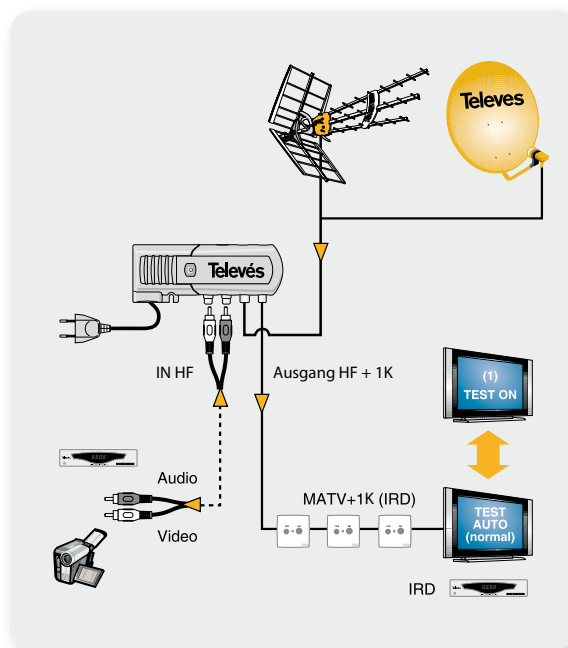 Televes
Televés
IN HF
Ausgang HF + 1K
(1)
TEST ON
Audio
Video
MATV+1K (IRD)
TEST
AUTO
(normal)
IRD